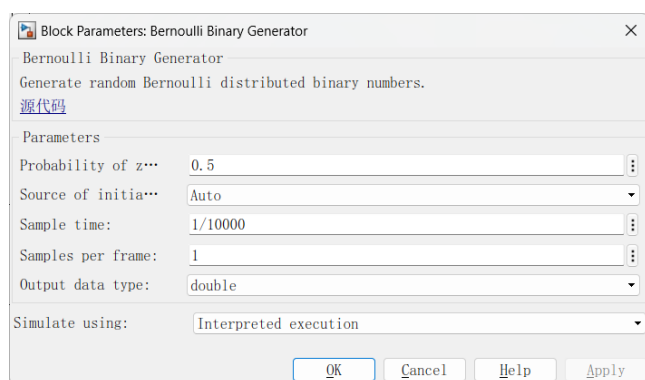 Block Parameters: Bernoulli Binary Generator
Bernoulli Binary Generator
Generate random Bernoulli distributed binary numbers.
源代码
Parameters
Probability of z… 0.5
Source of initia… Auto
Sample time: 1/10000
Samples per frame: 1
Output data type: double
Simulate using: Interpreted execution
OK Cancel Help Apply